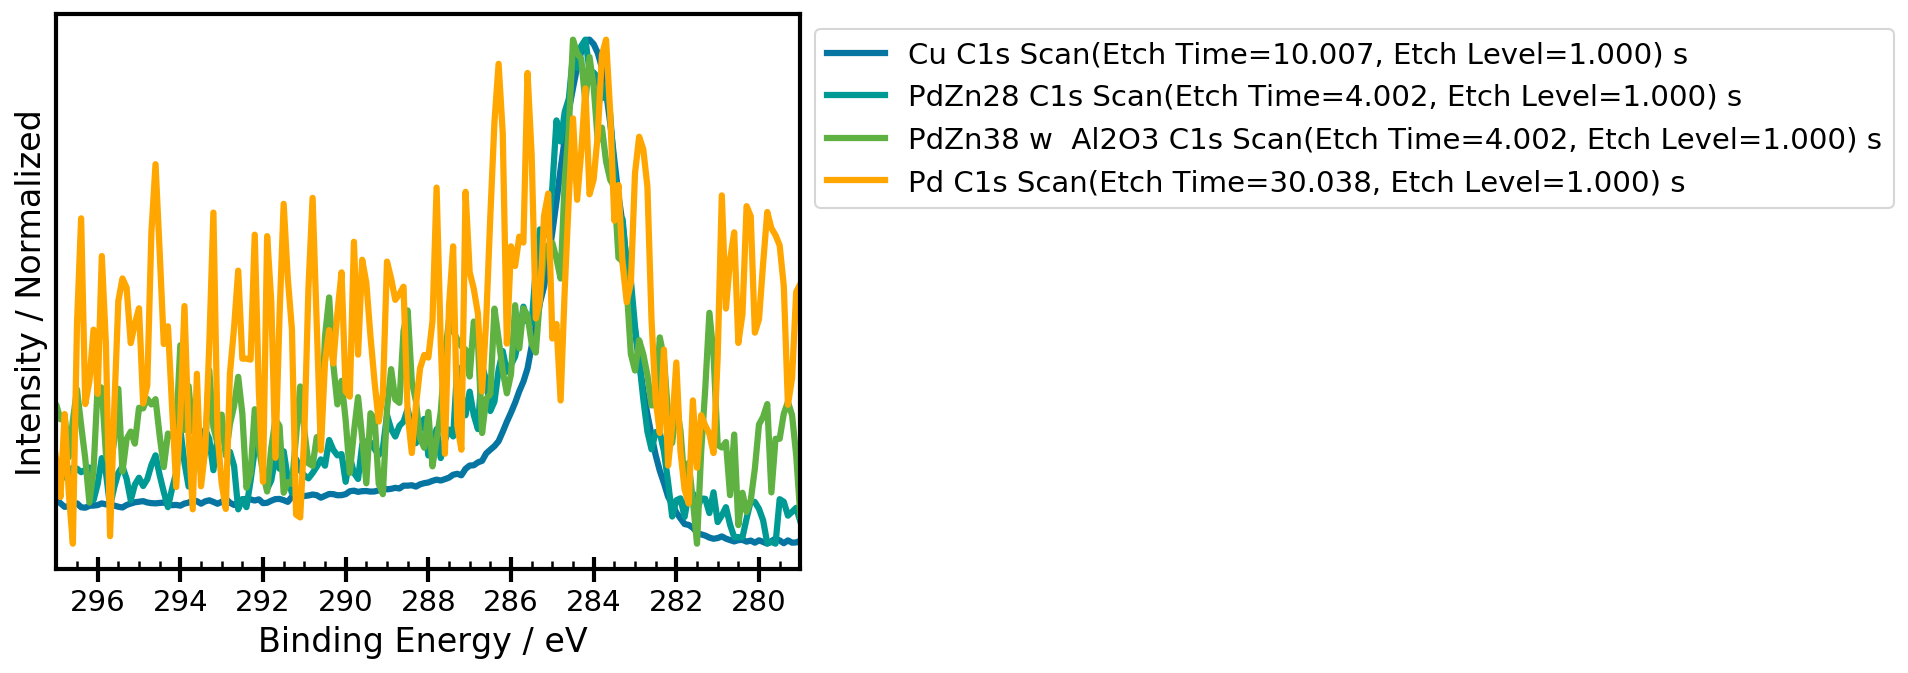 Intensity / Normalized
Cu C1s Scan(Etch Time=10.007, Etch Level=1.000) s
PdZn28 C1s Scan(Etch Time=4.002, Etch Level=1.000) s
PdZn38 w  Al2O3 C1s Scan(Etch Time=4.002, Etch Level=1.000) s
Pd C1s Scan(Etch Time=30.038, Etch Level=1.000) s
296 294 292 290 288 286 284 282 280
Binding Energy / eV